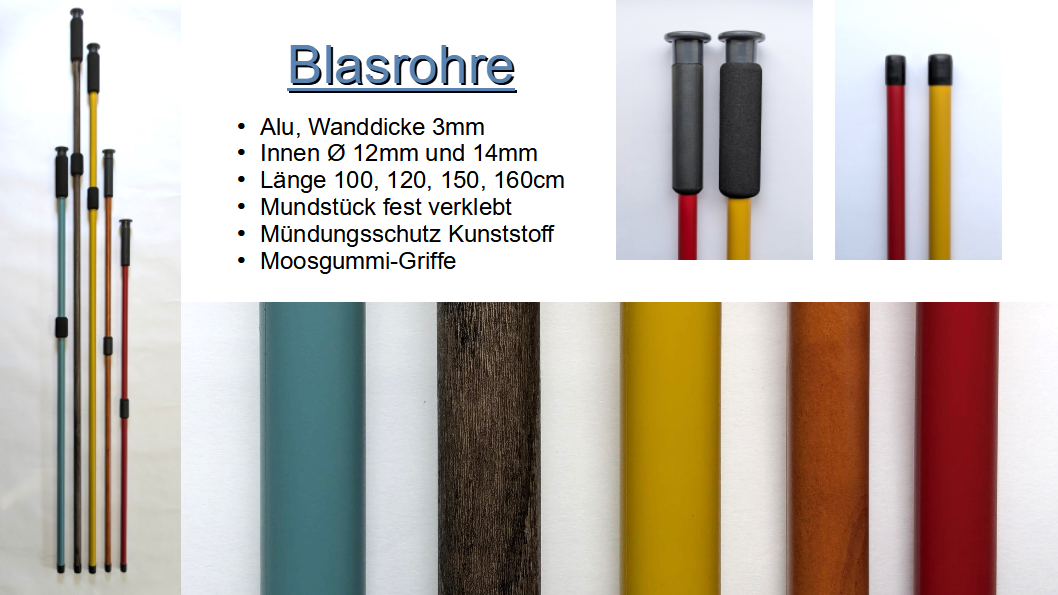 Blasrohre
• Alu, Wanddicke 3mm
• Innen Ø 12mm und 14mm
• Länge 100, 120, 150, 160cm
• Mundstück fest verklebt
• Mündungsschutz Kunststoff
• Moosgummi-Griffe